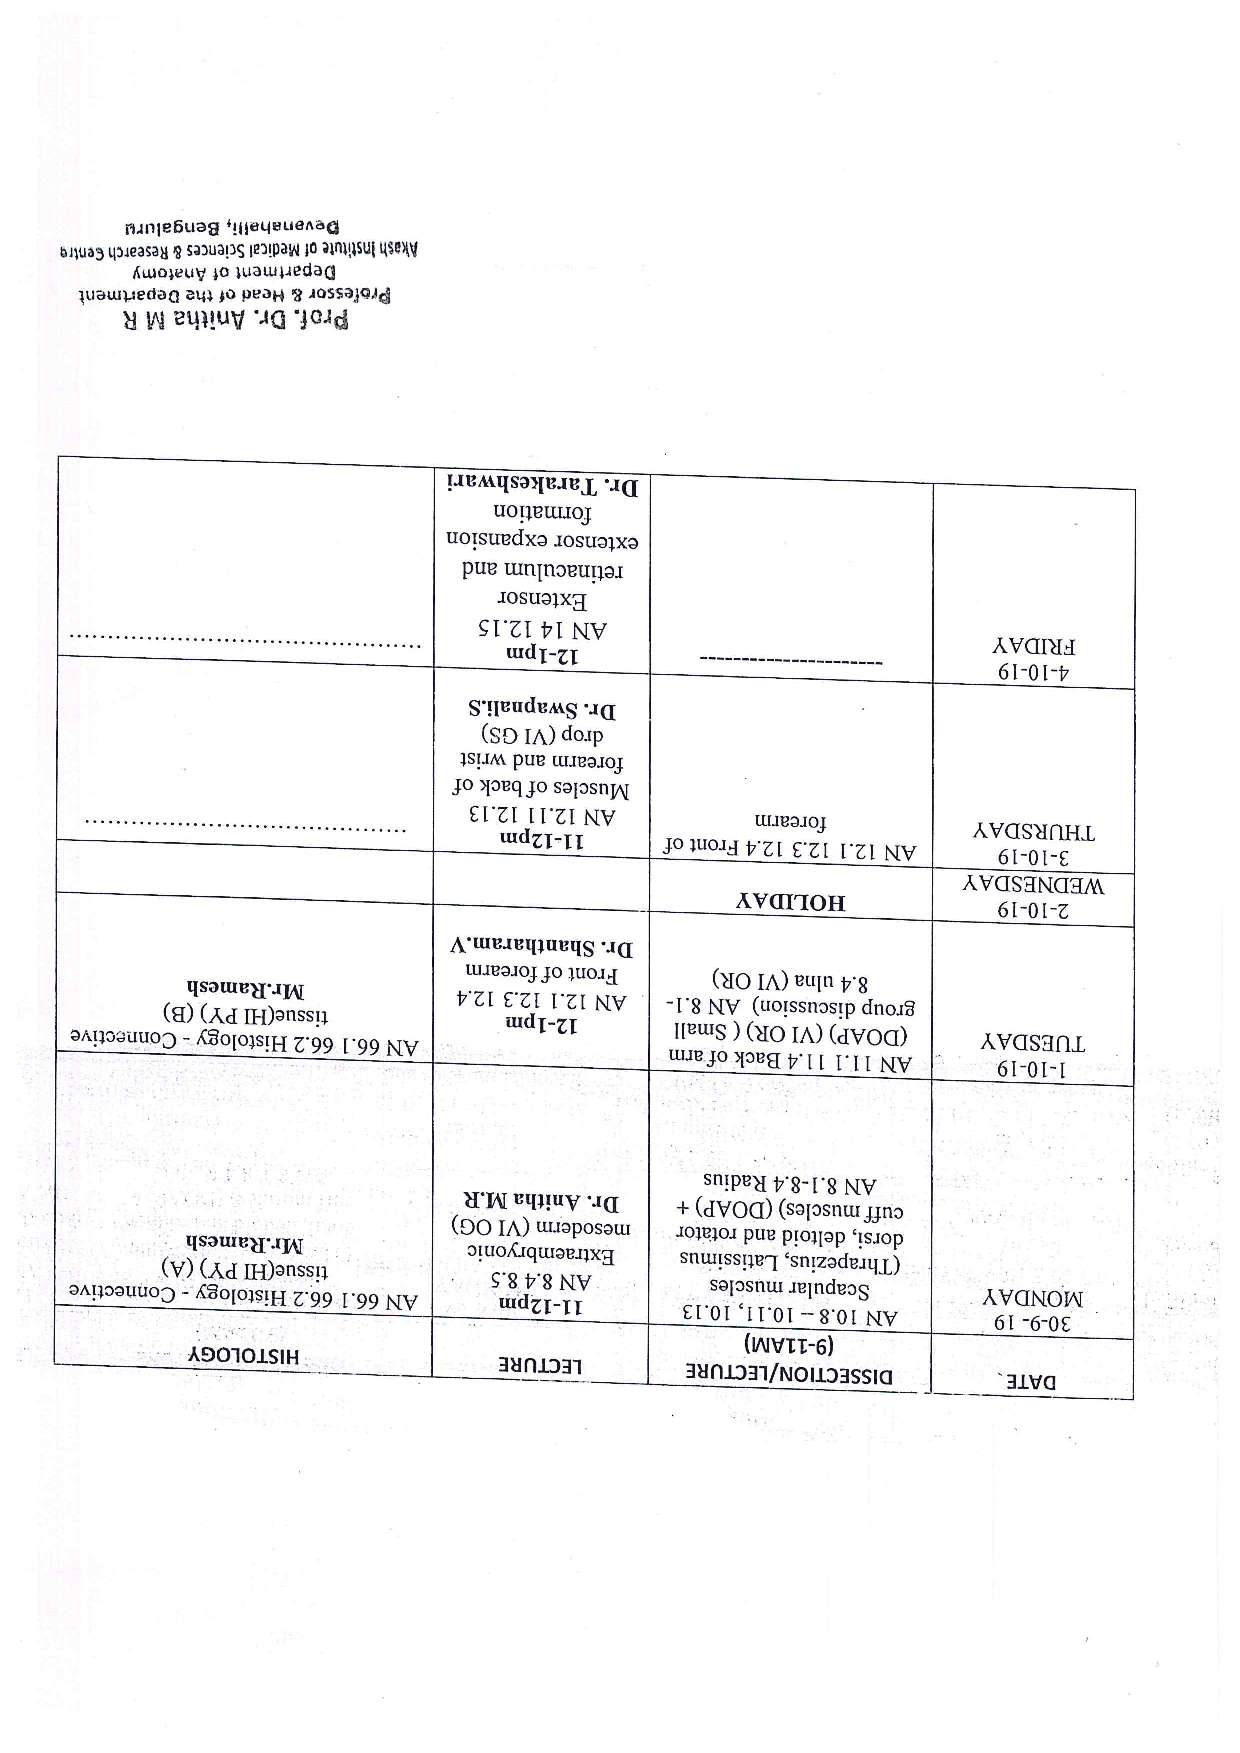 DATE
DISSECTION/LECTURE
(9-11AM)
LECTURE
HISTOLOGY
30-9- 19
MONDAY
AN 10.8 – 10.11, 10.13
Scapular muscles
(Thrapezius, Latissimus
dorsi, deltoid and rotator
cuff muscles) (DOAP) +
AN 8.1-8.4 Radius
11-12pm
AN 8.4 8.5
Extraembryonic
mesoderm (VI OG)
Dr. Anitha M.R
AN 66.1 66.2 Histology - Connective
tissue(HI PY) (A)
Mr.Ramesh
1-10-19
TUESDAY
AN 11.1 11.4 Back of arm
(DOAP) (VI OR) ( Small
group discussion) AN 8.1-
8.4 ulna (VI OR)
12-1pm
AN 12.1 12.3 12.4
Front of forearm
Dr. Shantharam.V
AN 66.1 66.2 Histology - Connective
tissue(HI PY) (B)
Mr.Ramesh
2-10-19
WEDNESDAY
HOLIDAY
3-10-19
THURSDAY
AN 12.1 12.3 12.4 Front of
forearm
11-12pm
AN 12.11 12.13
Muscles of back of
forearm and wrist
drop (VI GS)
Dr. Swapnali.S
...........................................
4-10-19
FRIDAY
----------------------
12-1pm
AN 14 12.15
Extensor
retinaculum and
extensor expansion
formation
Dr. Tarakeshwari
...............................................
Prof. Dr. Anitha M R
Professor & Head of the Department
Department of Anatomy
Akash Institute of Medical Sciences & Research Centre
Devanahalli, Bengaluru